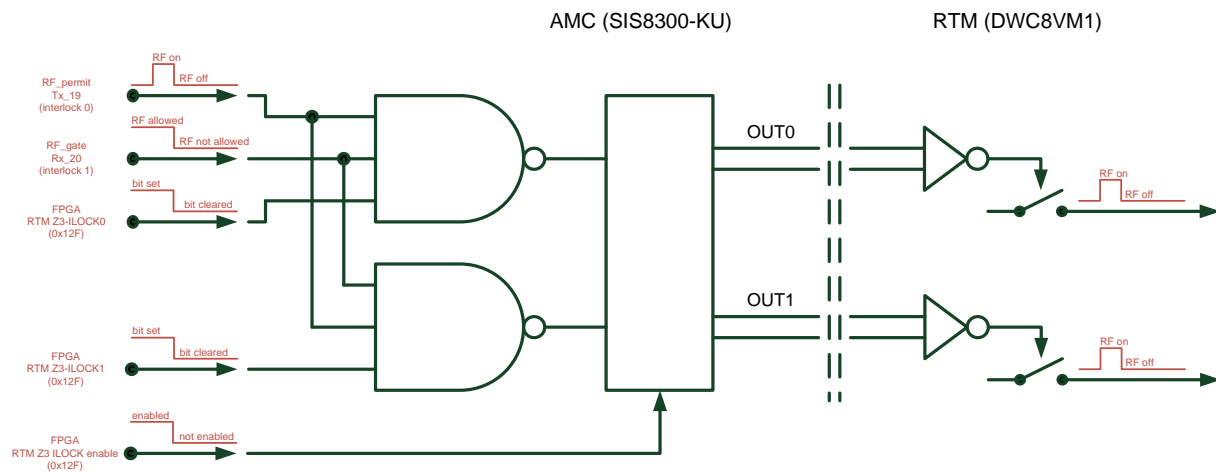 AMC (SIS8300-KU)
RTM (DWC8VM1)
RF on
RF off
RF_permit
Tx_19
(interlock 0)
RF allowed
RF not allowed
RF_gate
Rx_20
(interlock 1)
bit set
bit cleared
FPGA
RTM Z3-ILOCK0
(0x12F)
OUT0
RF on
RF off
OUT1
bit set
bit cleared
FPGA
RTM Z3-ILOCK1
(0x12F)
RF on
RF off
enabled
not enabled
FPGA
RTM Z3 ILOCK enable
(0x12F)